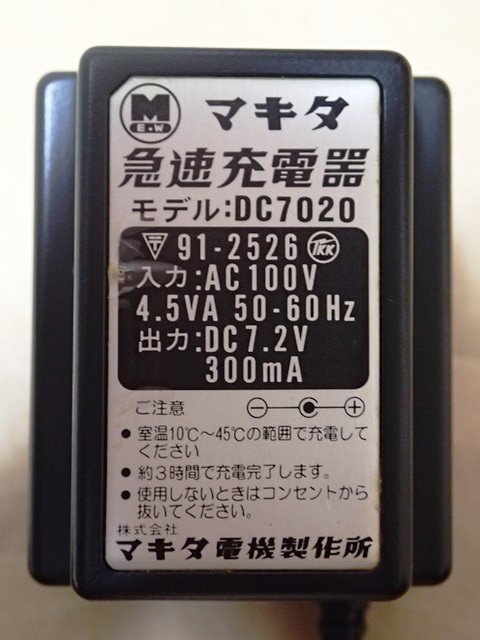 M
E.W
マキタ
急速充電器
モデル:DC7020
〒 91-2526 TKK
入力:AC100V
4.5VA 50-60Hz
出力:DC7.2V
300mA
ご注意
● 室温10℃~45℃の範囲で充電して
ください
● 約3時間で充電完了します。
● 使用しないときはコンセントから
抜いてください。
株式会社
マキタ電機製作所